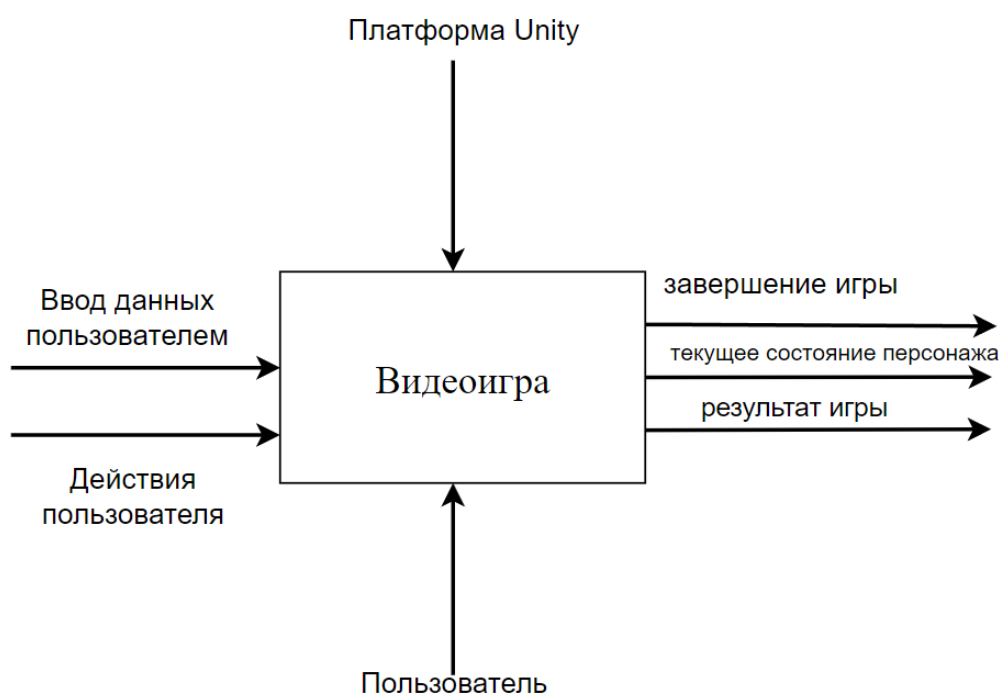 Платформа Unity
Ввод данных
пользователем
Действия
пользователя
Видеоигра
завершение игры
текущее состояние персонажа
результат игры
Пользователь